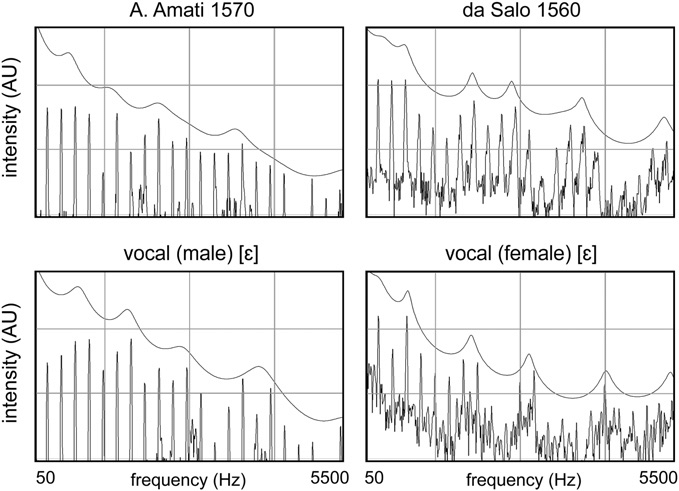 A. Amati 1570
da Salo 1560
intensity (AU)
vocal (male) [ɛ]
vocal (female) [ɛ]
intensity (AU)
50 frequency (Hz) 5500
50 frequency (Hz) 5500